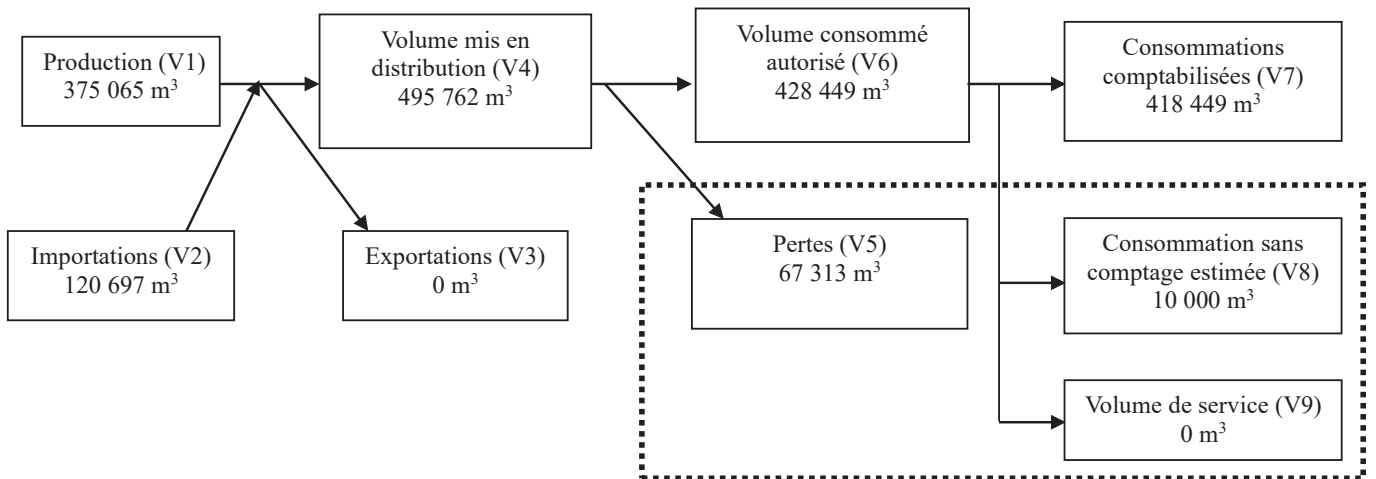 Production (V1)
375 065 m³
Volume mis en
distribution (V4)
495 762 m³
Volume consommé
autorisé (V6)
428 449 m³
Consommations
comptabilisées (V7)
418 449 m³
Importations (V2)
120 697 m³
Exportations (V3)
0 m³
Pertes (V5)
67 313 m³
Consommation sans
comptage estimée (V8)
10 000 m³
Volume de service (V9)
0 m³